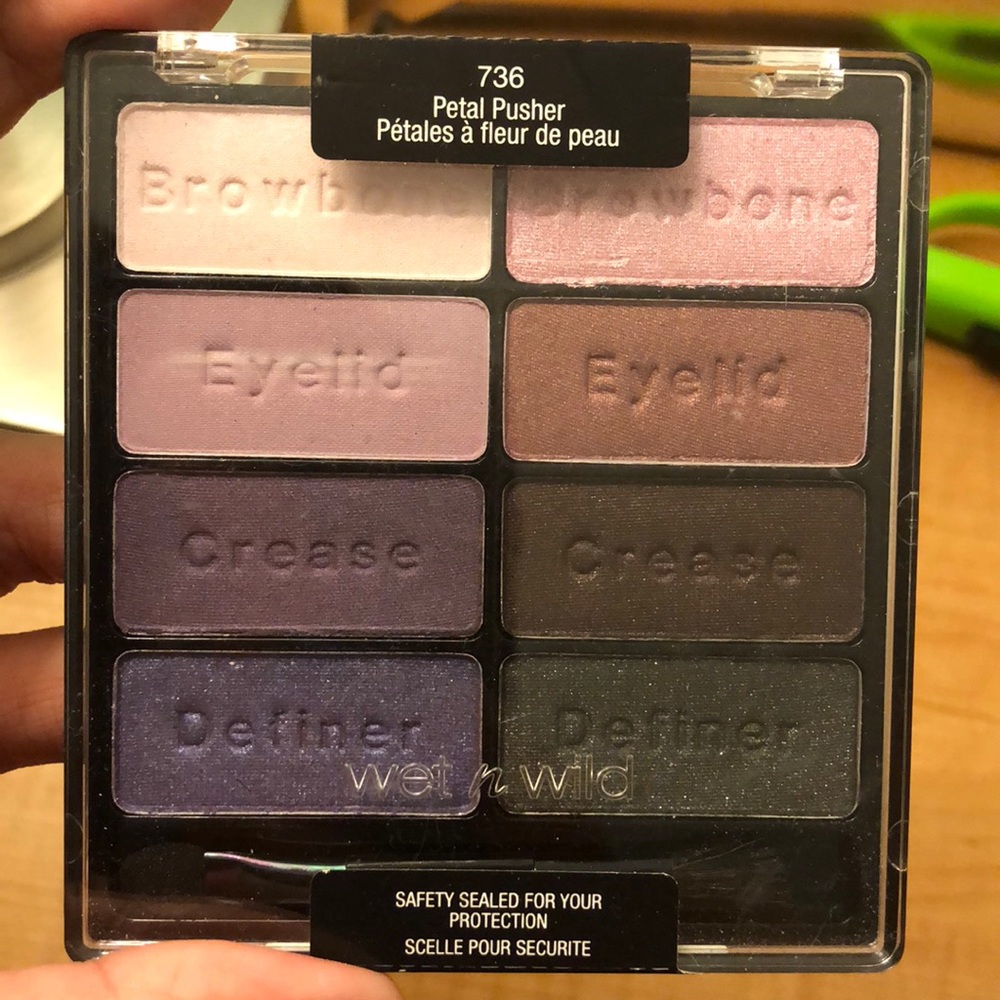 736
Petal Pusher
Pétales à fleur de peau
Browbone Browbone
Eyelid Eyelid
Crease Crease
Definer Definer
wet n wild
SAFETY SEALED FOR YOUR
PROTECTION
SCELLE POUR SECURITE